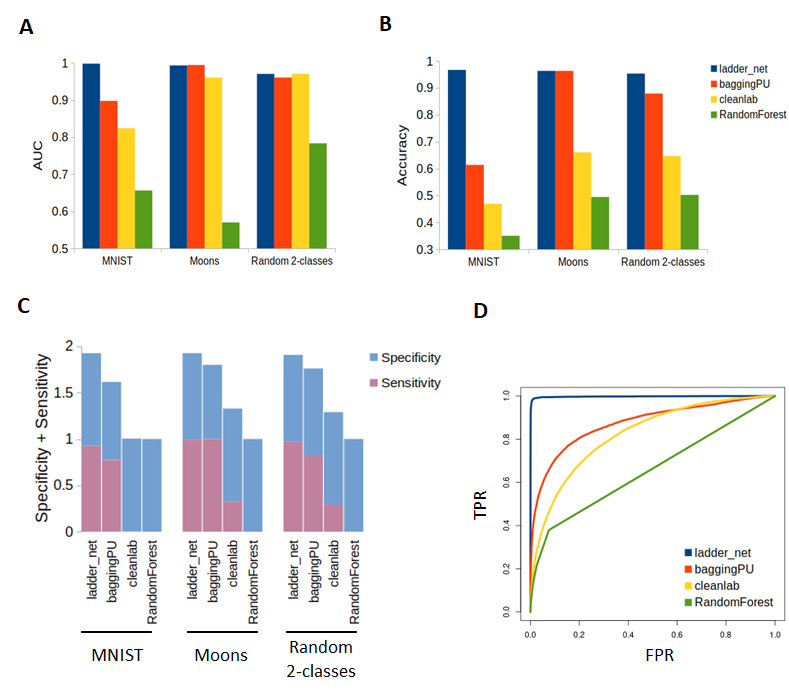 A
1
0.9
0.8
0.7
0.6
0.5
AUC
MNIST
Moons
Random 2-classes
B
1
0.9
0.8
0.7
0.6
0.5
0.4
0.3
Accuracy
MNIST
Moons
Random 2-classes
ladder_net
baggingPU
cleanlab
RandomForest
C
2
1.5
1
0.5
0
Specificity + Sensitivity
Specificity
Sensitivity
ladder_net
baggingPU
cleanlab
RandomForest
ladder_net
baggingPU
cleanlab
RandomForest
ladder_net
baggingPU
cleanlab
RandomForest
MNIST
Moons
Random
2-classes
D
1.0
0.8
0.6
0.4
0.2
0.0
TPR
ladder_net
baggingPU
cleanlab
RandomForest
0.0
0.2
0.4
0.6
0.8
1.0
FPR